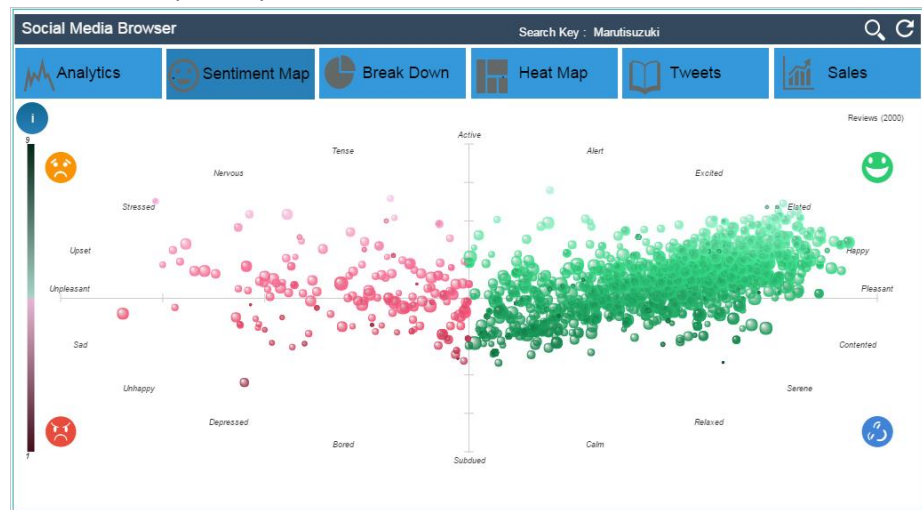 Social Media Browser
Search Key : Marutisuzuki
Analytics
Sentiment Map
Break Down
Heat Map
Tweets
Sales
i
Reviews (2000)
9
Active
Tense
Alert
Nervous
Excited
Stressed
Elated
Upset
Happy
Unpleasant
Pleasant
Sad
Contented
Unhappy
Serene
Depressed
Relaxed
Bored
Calm
1
Subdued